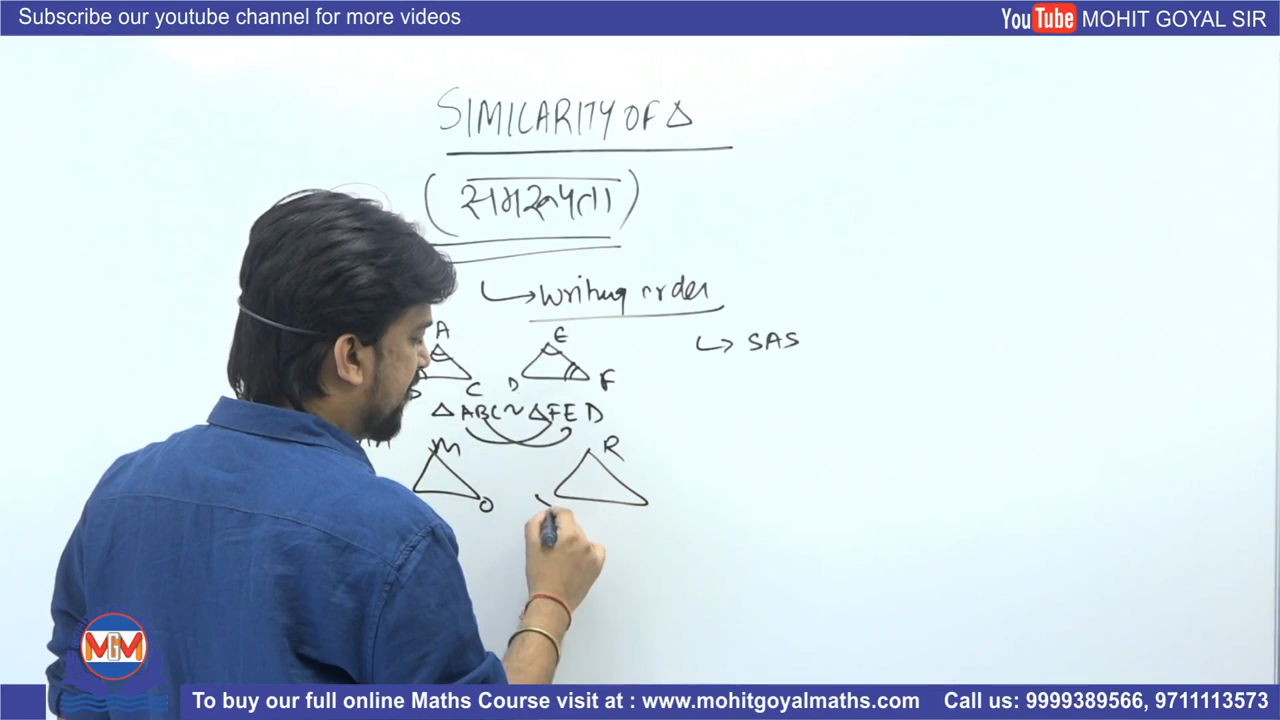 Subscribe our youtube channel for more videos
YouTube MOHIT GOYAL SIR
SIMILARITY OF Δ
(समरूपता)
↳ Writing order
↳ SAS
A
E
C
D
F
Δ ABC ~ Δ FED
M
R
O
MGM
To buy our full online Maths Course visit at : www.mohitgoyalmaths.com Call us: 9999389566, 9711113573